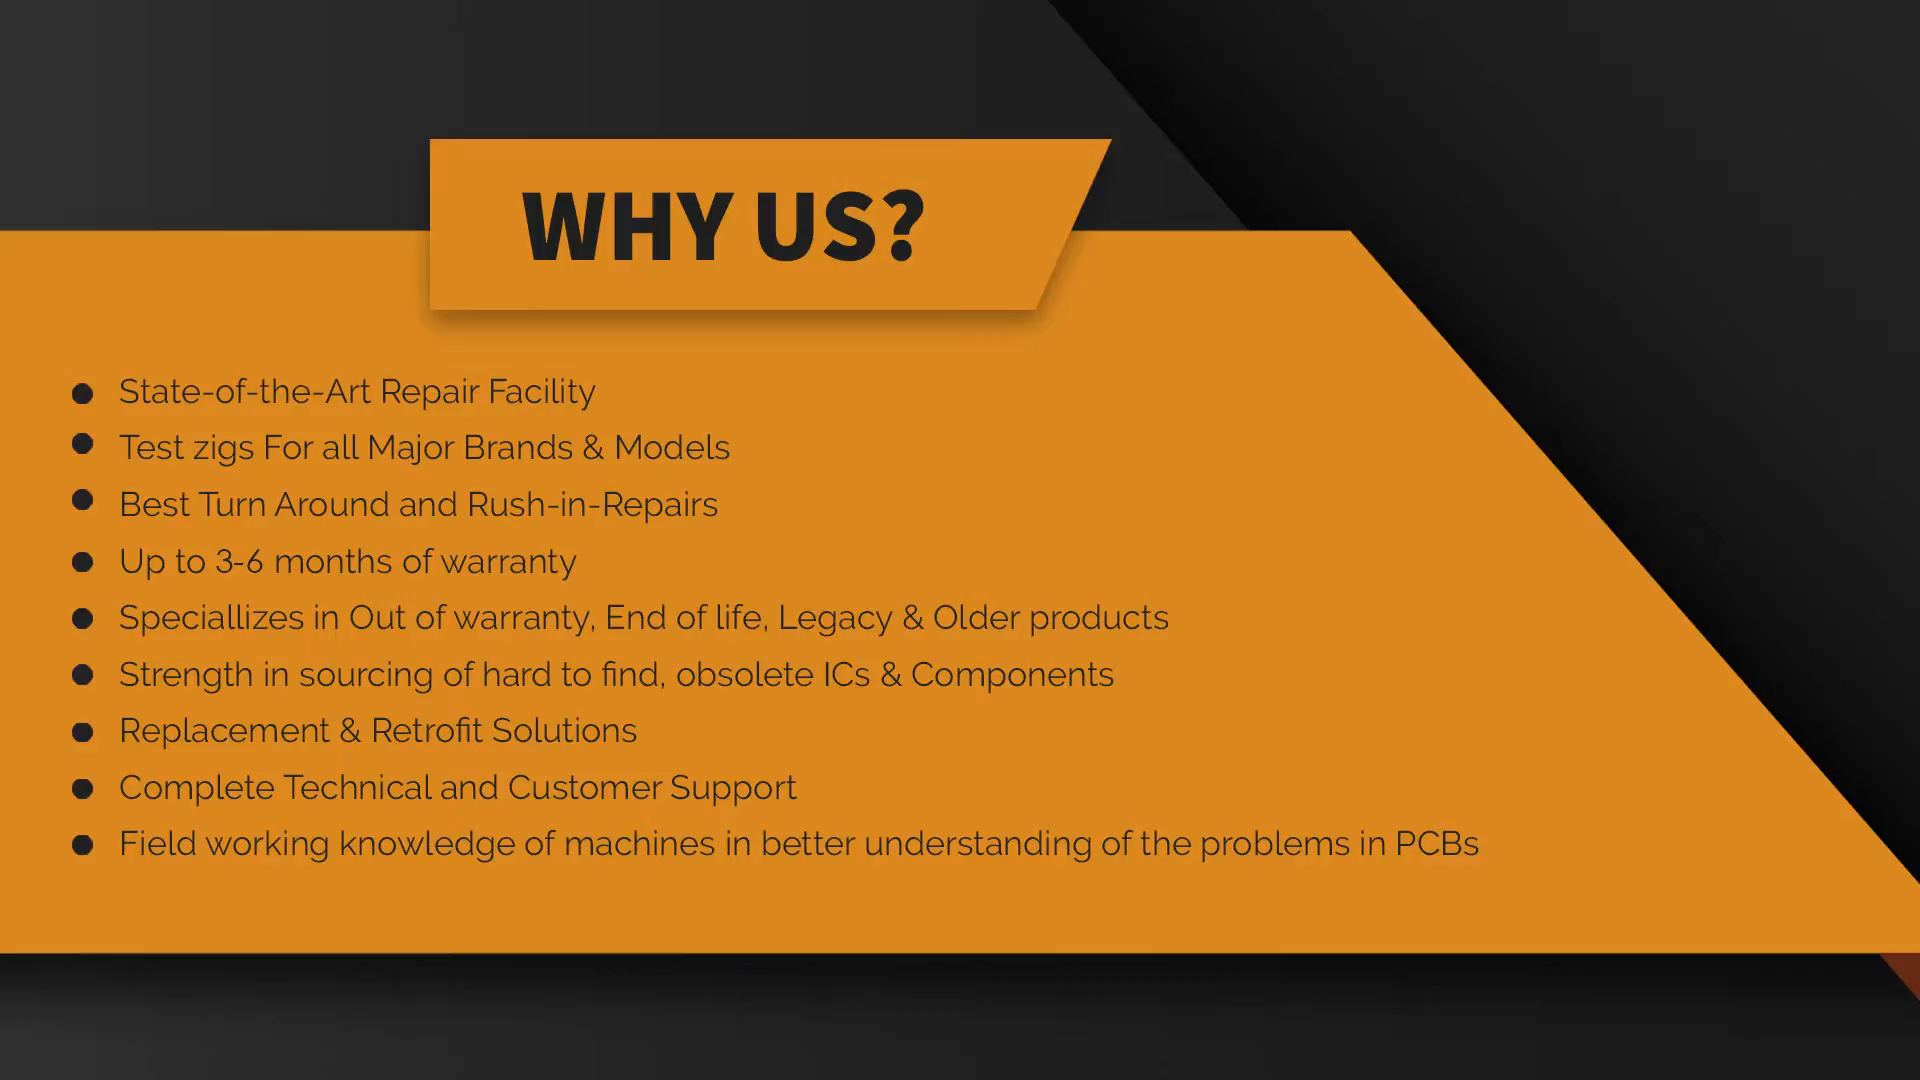 WHY US?
State-of-the-Art Repair Facility
Test zigs For all Major Brands & Models
Best Turn Around and Rush-in-Repairs
Up to 3-6 months of warranty
Speciallizes in Out of warranty, End of life, Legacy & Older products
Strength in sourcing of hard to find, obsolete ICs & Components
Replacement & Retrofit Solutions
Complete Technical and Customer Support
Field working knowledge of machines in better understanding of the problems in PCBs